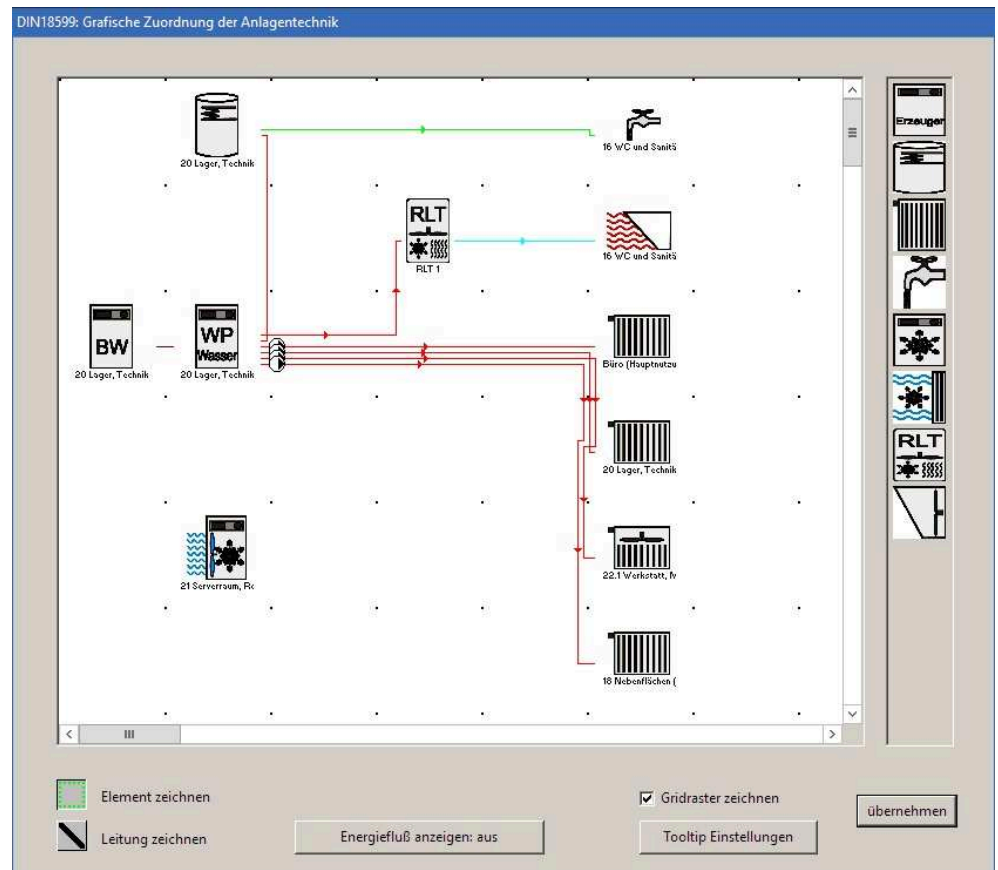 DIN18599: Grafische Zuordnung der Anlagentechnik
Erzeuger
20 Lager, Technik
16 WC und Sanitä
RLT
RLT 1
16 WC und Sanitä
BW
20 Lager, Technik
WP
Wasser
20 Lager, Technik
Büro (Hauptnutzu
20 Lager, Technik
RLT
21 Serverraum, Re
22.1 Werkstatt, M
18 Nebenflächen (
Element zeichnen
Gridraster zeichnen
übernehmen
Leitung zeichnen
Energiefluß anzeigen: aus
Tooltip Einstellungen